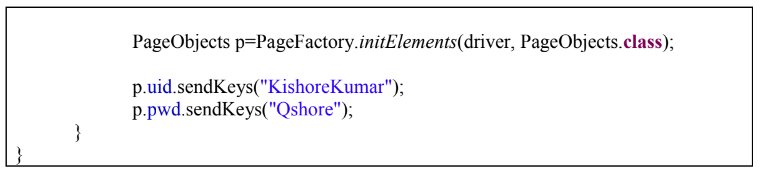 PageObjects p=PageFactory.initElements(driver, PageObjects.class);
p.uid.sendKeys("KishoreKumar");
p.pwd.sendKeys("Qshore");
}
}